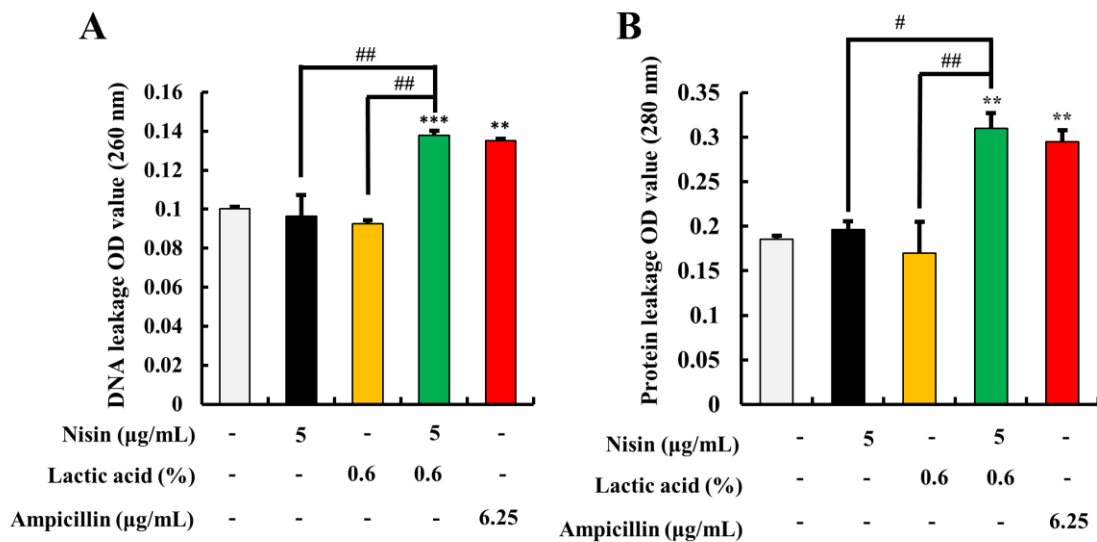 A
DNA leakage OD value (260 nm)
0.16
0.14
0.12
0.1
0.08
0.06
0.04
0.02
0
##
##
***
**
Nisin (μg/mL) - 5 - 5 -
Lactic acid (%) - - 0.6 0.6 -
Ampicillin (μg/mL) - - - - 6.25
B
Protein leakage OD value (280 nm)
0.35
0.3
0.25
0.2
0.15
0.1
0.05
0
#
##
**
**
Nisin (μg/mL) - 5 - 5 -
Lactic acid (%) - - 0.6 0.6 -
Ampicillin (μg/mL) - - - - 6.25